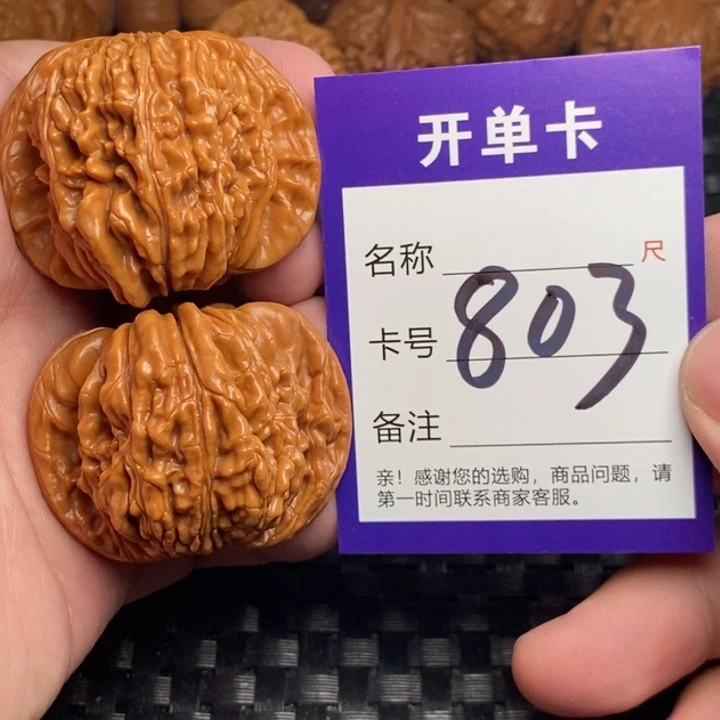 开单卡
名称 尺
卡号 803
备注
亲！感谢您的选购，商品问题，请
第一时间联系商家客服。